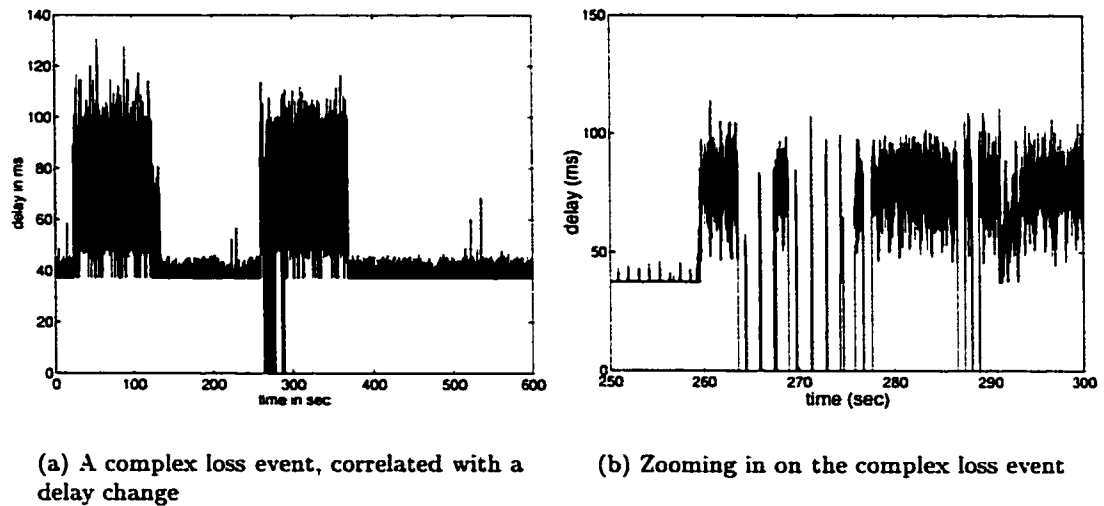 140
120
100
80
60
40
20
0
delay in ms
0 100 200 300 400 500 600
time in sec
150
100
50
0
delay (ms)
250 260 270 280 290 300
time (sec)
(a) A complex loss event, correlated with a
delay change
(b) Zooming in on the complex loss event